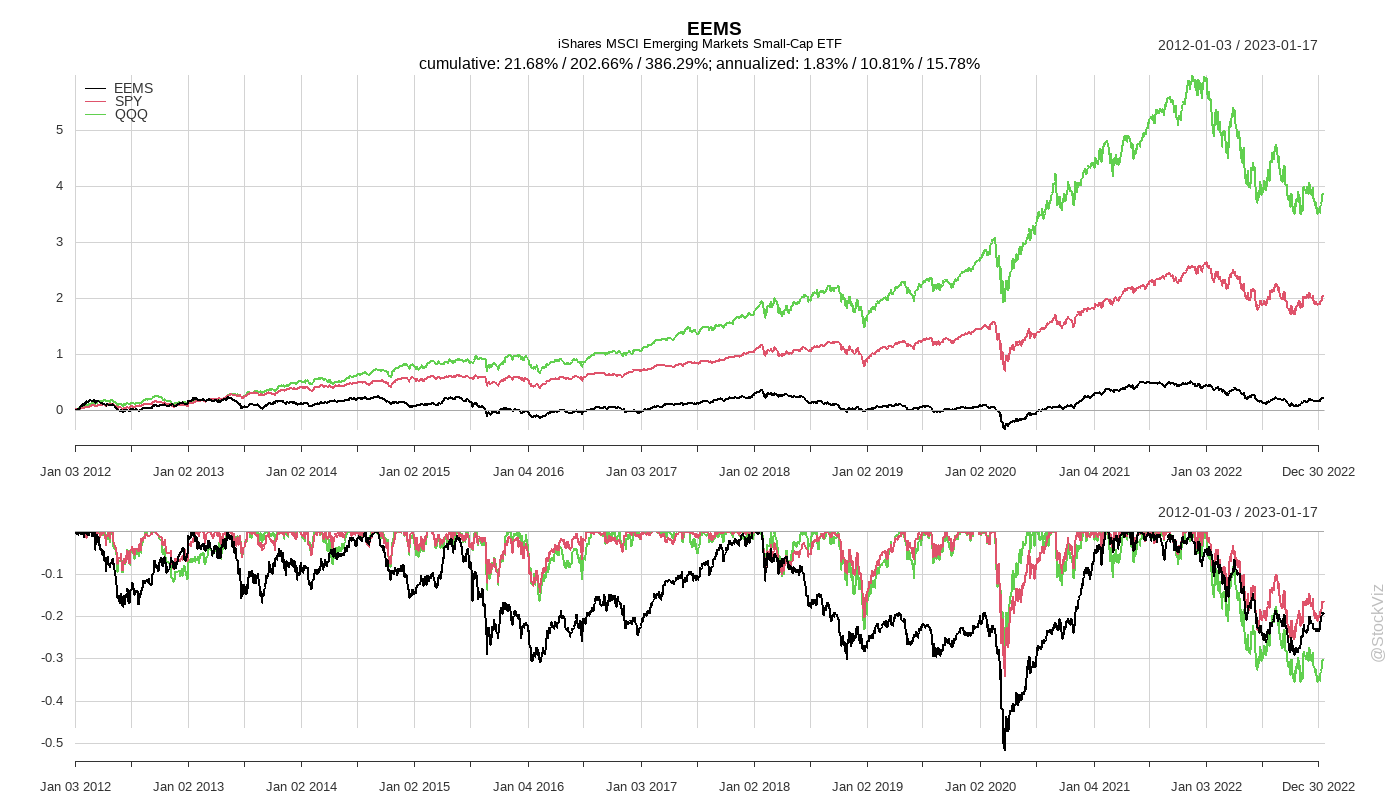 EEMS
iShares MSCI Emerging Markets Small-Cap ETF
2012-01-03 / 2023-01-17
cumulative: 21.68% / 202.66% / 386.29%; annualized: 1.83% / 10.81% / 15.78%
EEMS
SPY
QQQ
5
4
3
2
1
0
Jan 03 2012 Jan 02 2013 Jan 02 2014 Jan 02 2015 Jan 04 2016 Jan 03 2017 Jan 02 2018 Jan 02 2019 Jan 02 2020 Jan 04 2021 Jan 03 2022 Dec 30 2022
2012-01-03 / 2023-01-17
-0.1
-0.2
-0.3
-0.4
-0.5
Jan 03 2012 Jan 02 2013 Jan 02 2014 Jan 02 2015 Jan 04 2016 Jan 03 2017 Jan 02 2018 Jan 02 2019 Jan 02 2020 Jan 04 2021 Jan 03 2022 Dec 30 2022
@StockViz